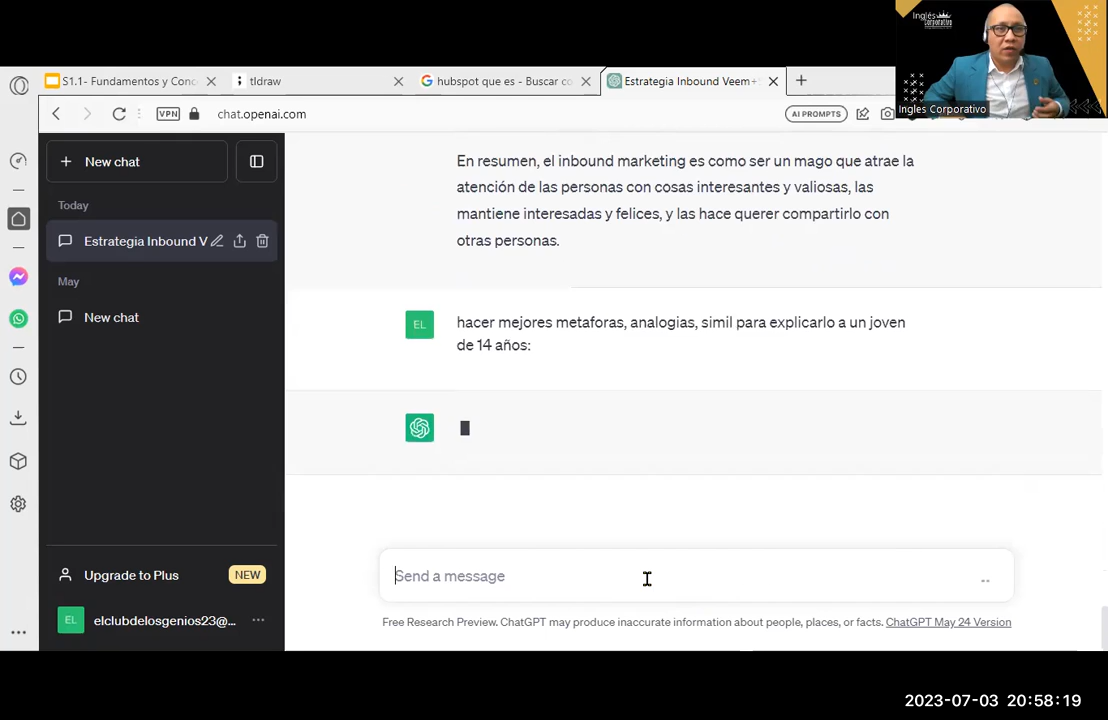 Inglés
Corporativo
Ingles Corporativo
S1.1- Fundamentos y Conc
tldraw
hubspot que es - Buscar co
Estrategia Inbound Veem+
VPN
chat.openai.com
AI PROMPTS
New chat
Today
Estrategia Inbound V
May
New chat
En resumen, el inbound marketing es como ser un mago que atrae la
atención de las personas con cosas interesantes y valiosas, las
mantiene interesadas y felices, y las hace querer compartirlo con
otras personas.
EL
hacer mejores metaforas, analogias, simil para explicarlo a un joven
de 14 años:
Send a message
Upgrade to Plus
NEW
EL
elclubdelosgenios23@...
Free Research Preview. ChatGPT may produce inaccurate information about people, places, or facts. ChatGPT May 24 Version
2023-07-03 20:58:19